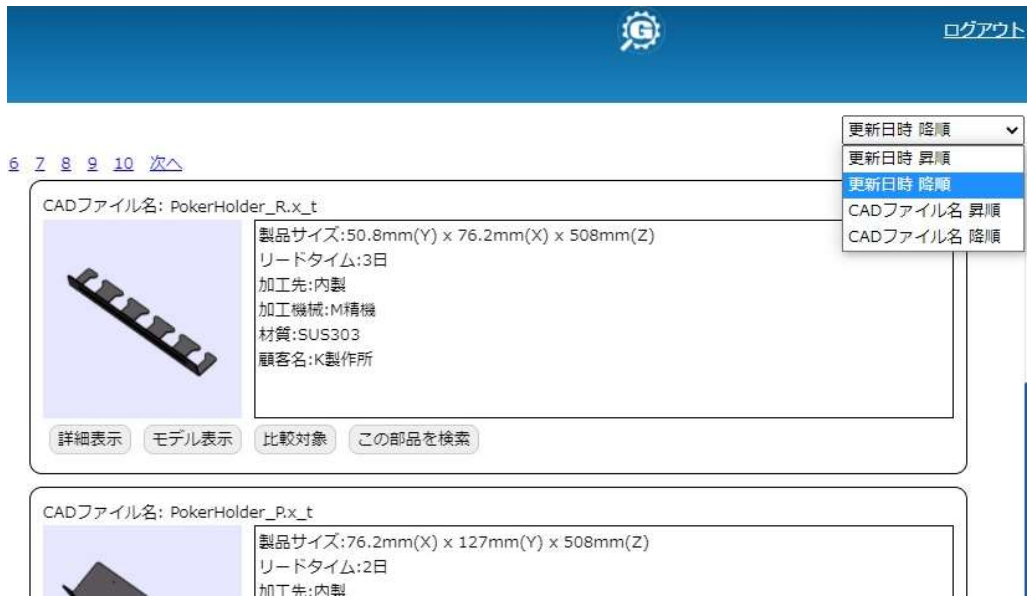 G
ログアウト
更新日時 降順
更新日時 昇順
更新日時 降順
CADファイル名 昇順
CADファイル名 降順
6 7 8 9 10 次へ
CADファイル名: PokerHolder_R.x_t
製品サイズ:50.8mm(Y) x 76.2mm(X) x 508mm(Z)
リードタイム:3日
加工先:内製
加工機械:M精機
材質:SUS303
顧客名:K製作所
詳細表示 モデル表示 比較対象 この部品を検索
CADファイル名: PokerHolder_P.x_t
製品サイズ:76.2mm(X) x 127mm(Y) x 508mm(Z)
リードタイム:2日
加工先:内製